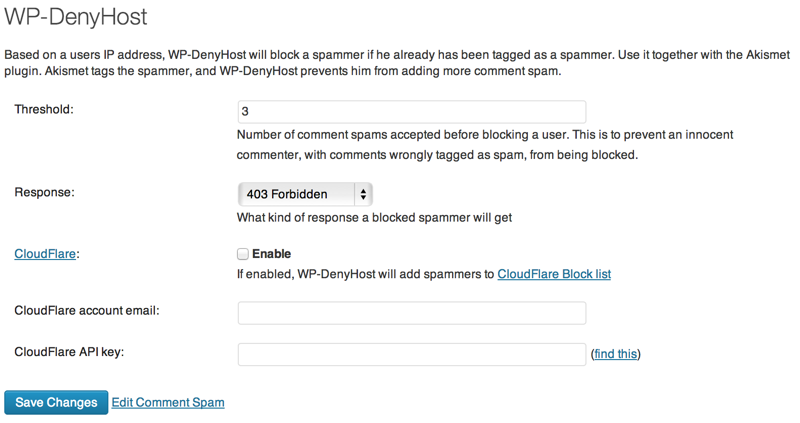 WP-DenyHost
Based on a users IP address, WP-DenyHost will block a spammer if he already has been tagged as a spammer. Use it together with the Akismet
plugin. Akismet tags the spammer, and WP-DenyHost prevents him from adding more comment spam.
Threshold:
3
Number of comment spams accepted before blocking a user. This is to prevent an innocent
commenter, with comments wrongly tagged as spam, from being blocked.
Response:
403 Forbidden
What kind of response a blocked spammer will get
CloudFlare:
Enable
If enabled, WP-DenyHost will add spammers to CloudFlare Block list
CloudFlare account email:
CloudFlare API key:
(find this)
Save Changes Edit Comment Spam